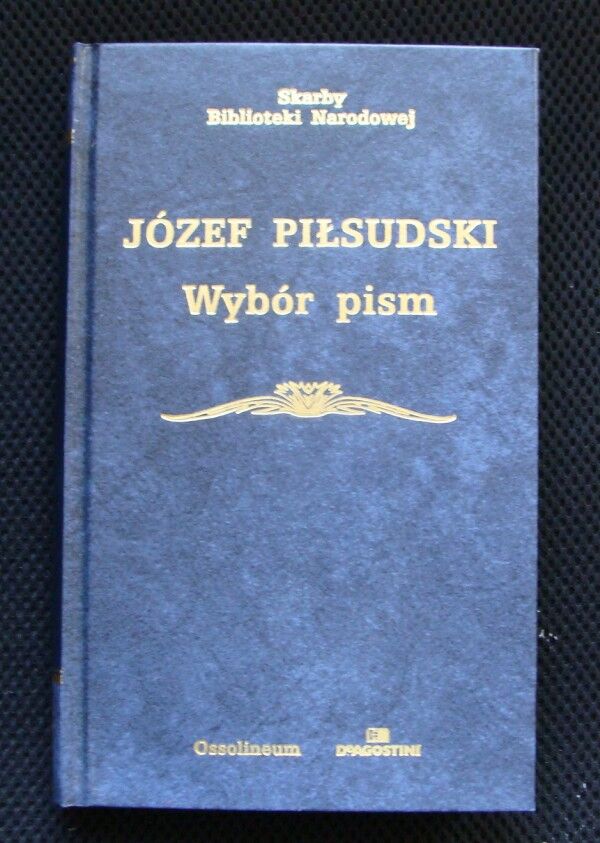 Skarby
Biblioteki Narodowej
JÓZEF PIŁSUDSKI
Wybór pism
Ossolineum
DEAGOSTINI